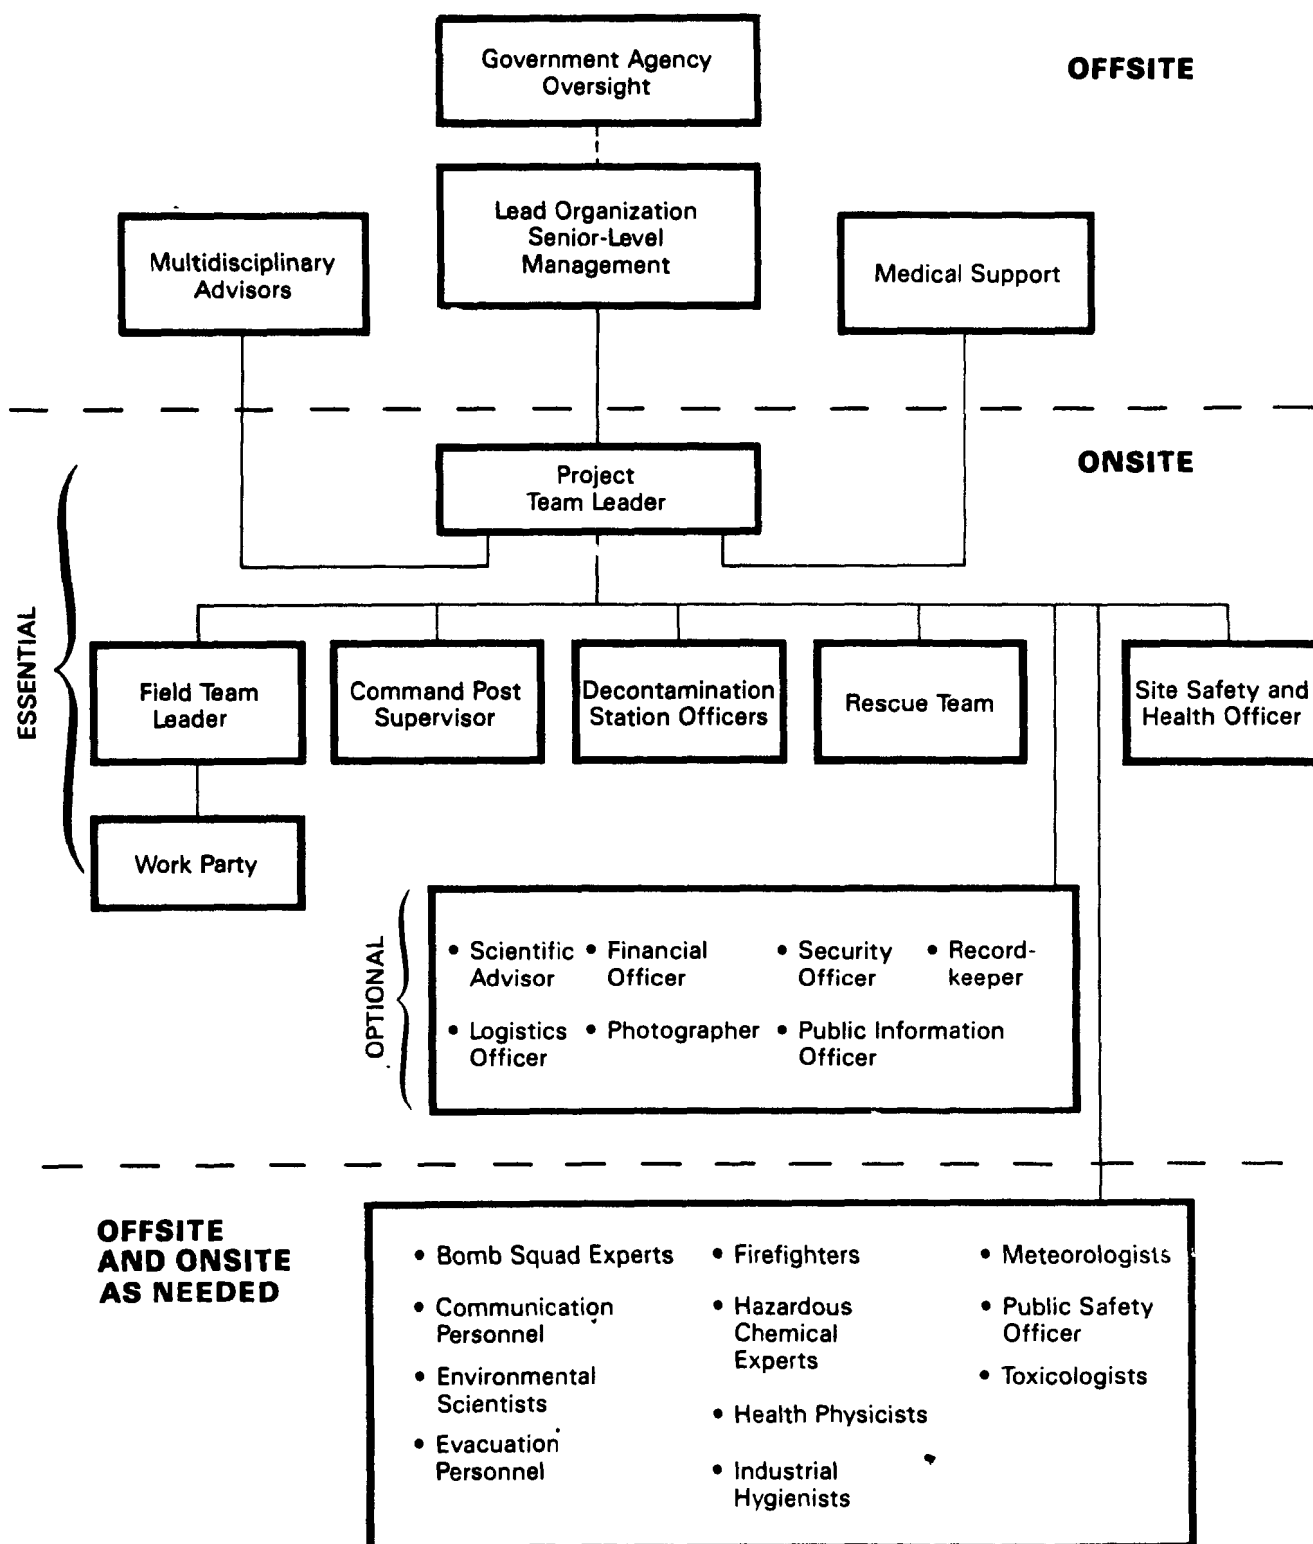 Government Agency
Oversight
OFFSITE
Lead Organization
Senior-Level
Management
Multidisciplinary
Advisors
Medical Support
ONSITE
Project
Team Leader
ESSENTIAL
Field Team
Leader
Command Post
Supervisor
Decontamination
Station Officers
Rescue Team
Site Safety and
Health Officer
Work Party
OPTIONAL
• Scientific
Advisor
• Financial
Officer
• Security
Officer
• Record-
keeper
• Logistics
Officer
• Photographer
• Public Information
Officer
OFFSITE
AND ONSITE
AS NEEDED
• Bomb Squad Experts
• Communication
Personnel
• Environmental
Scientists
• Evacuation
Personnel
• Firefighters
• Hazardous
Chemical
Experts
• Health Physicists
• Industrial
Hygienists
• Meteorologists
• Public Safety
Officer
• Toxicologists